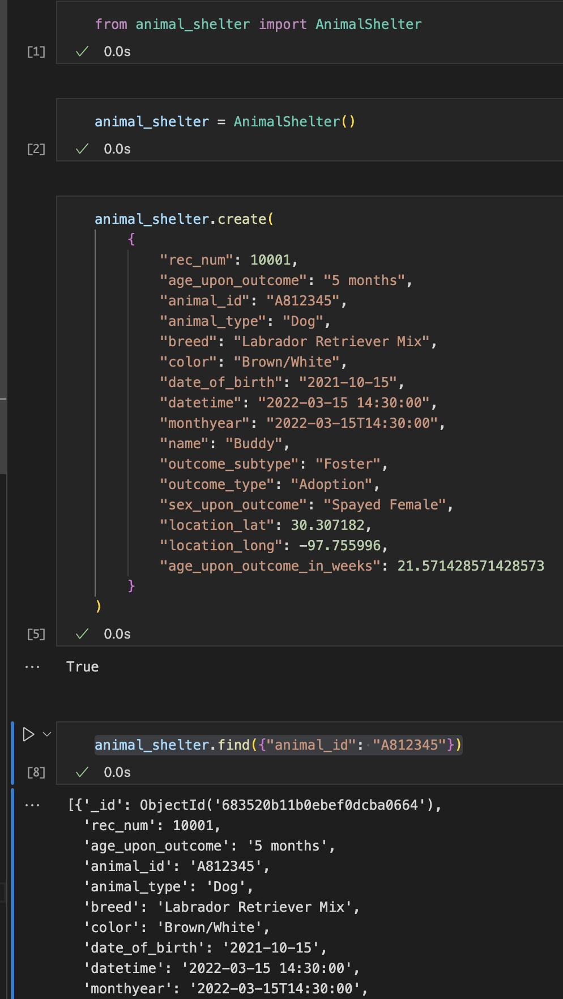 from animal_shelter import AnimalShelter
[1] ✓ 0.0s
animal_shelter = AnimalShelter()
[2] ✓ 0.0s
animal_shelter.create(
    {
        "rec_num": 10001,
        "age_upon_outcome": "5 months",
        "animal_id": "A812345",
        "animal_type": "Dog",
        "breed": "Labrador Retriever Mix",
        "color": "Brown/White",
        "date_of_birth": "2021-10-15",
        "datetime": "2022-03-15 14:30:00",
        "monthyear": "2022-03-15T14:30:00",
        "name": "Buddy",
        "outcome_subtype": "Foster",
        "outcome_type": "Adoption",
        "sex_upon_outcome": "Spayed Female",
        "location_lat": 30.307182,
        "location_long": -97.755996,
        "age_upon_outcome_in_weeks": 21.571428571428573
    }
)
[5] ✓ 0.0s
... True
animal_shelter.find({"animal_id": "A812345"})
[8] ✓ 0.0s
... [{'_id': ObjectId('683520b11b0ebef0dcba0664'),
  'rec_num': 10001,
  'age_upon_outcome': '5 months',
  'animal_id': 'A812345',
  'animal_type': 'Dog',
  'breed': 'Labrador Retriever Mix',
  'color': 'Brown/White',
  'date_of_birth': '2021-10-15',
  'datetime': '2022-03-15 14:30:00',
  'monthyear': '2022-03-15T14:30:00',